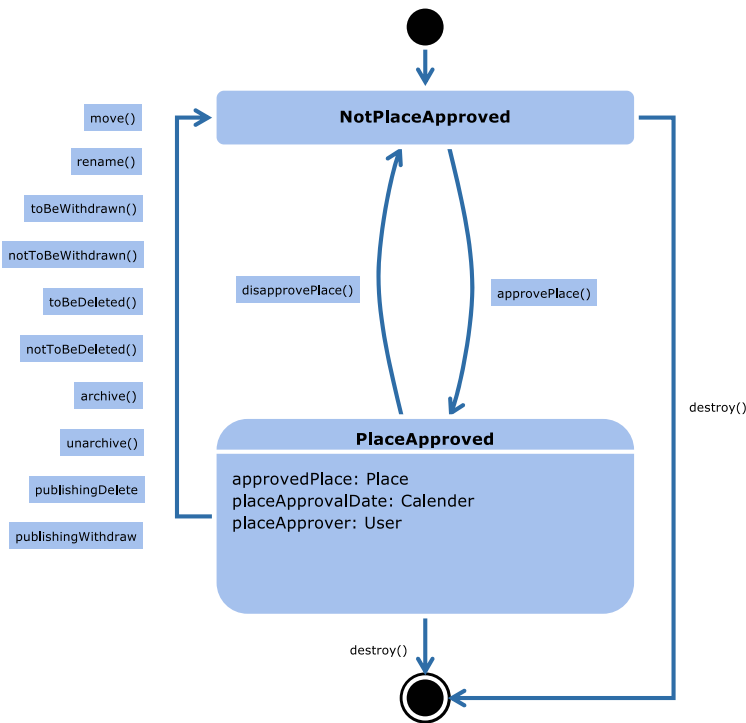 NotPlaceApproved
move()
rename()
toBeWithdrawn()
notToBeWithdrawn()
toBeDeleted()
notToBeDeleted()
archive()
unarchive()
publishingDelete
publishingWithdraw
disapprovePlace()
approvePlace()
destroy()
PlaceApproved
approvedPlace: Place
placeApprovalDate: Calender
placeApprover: User
destroy()